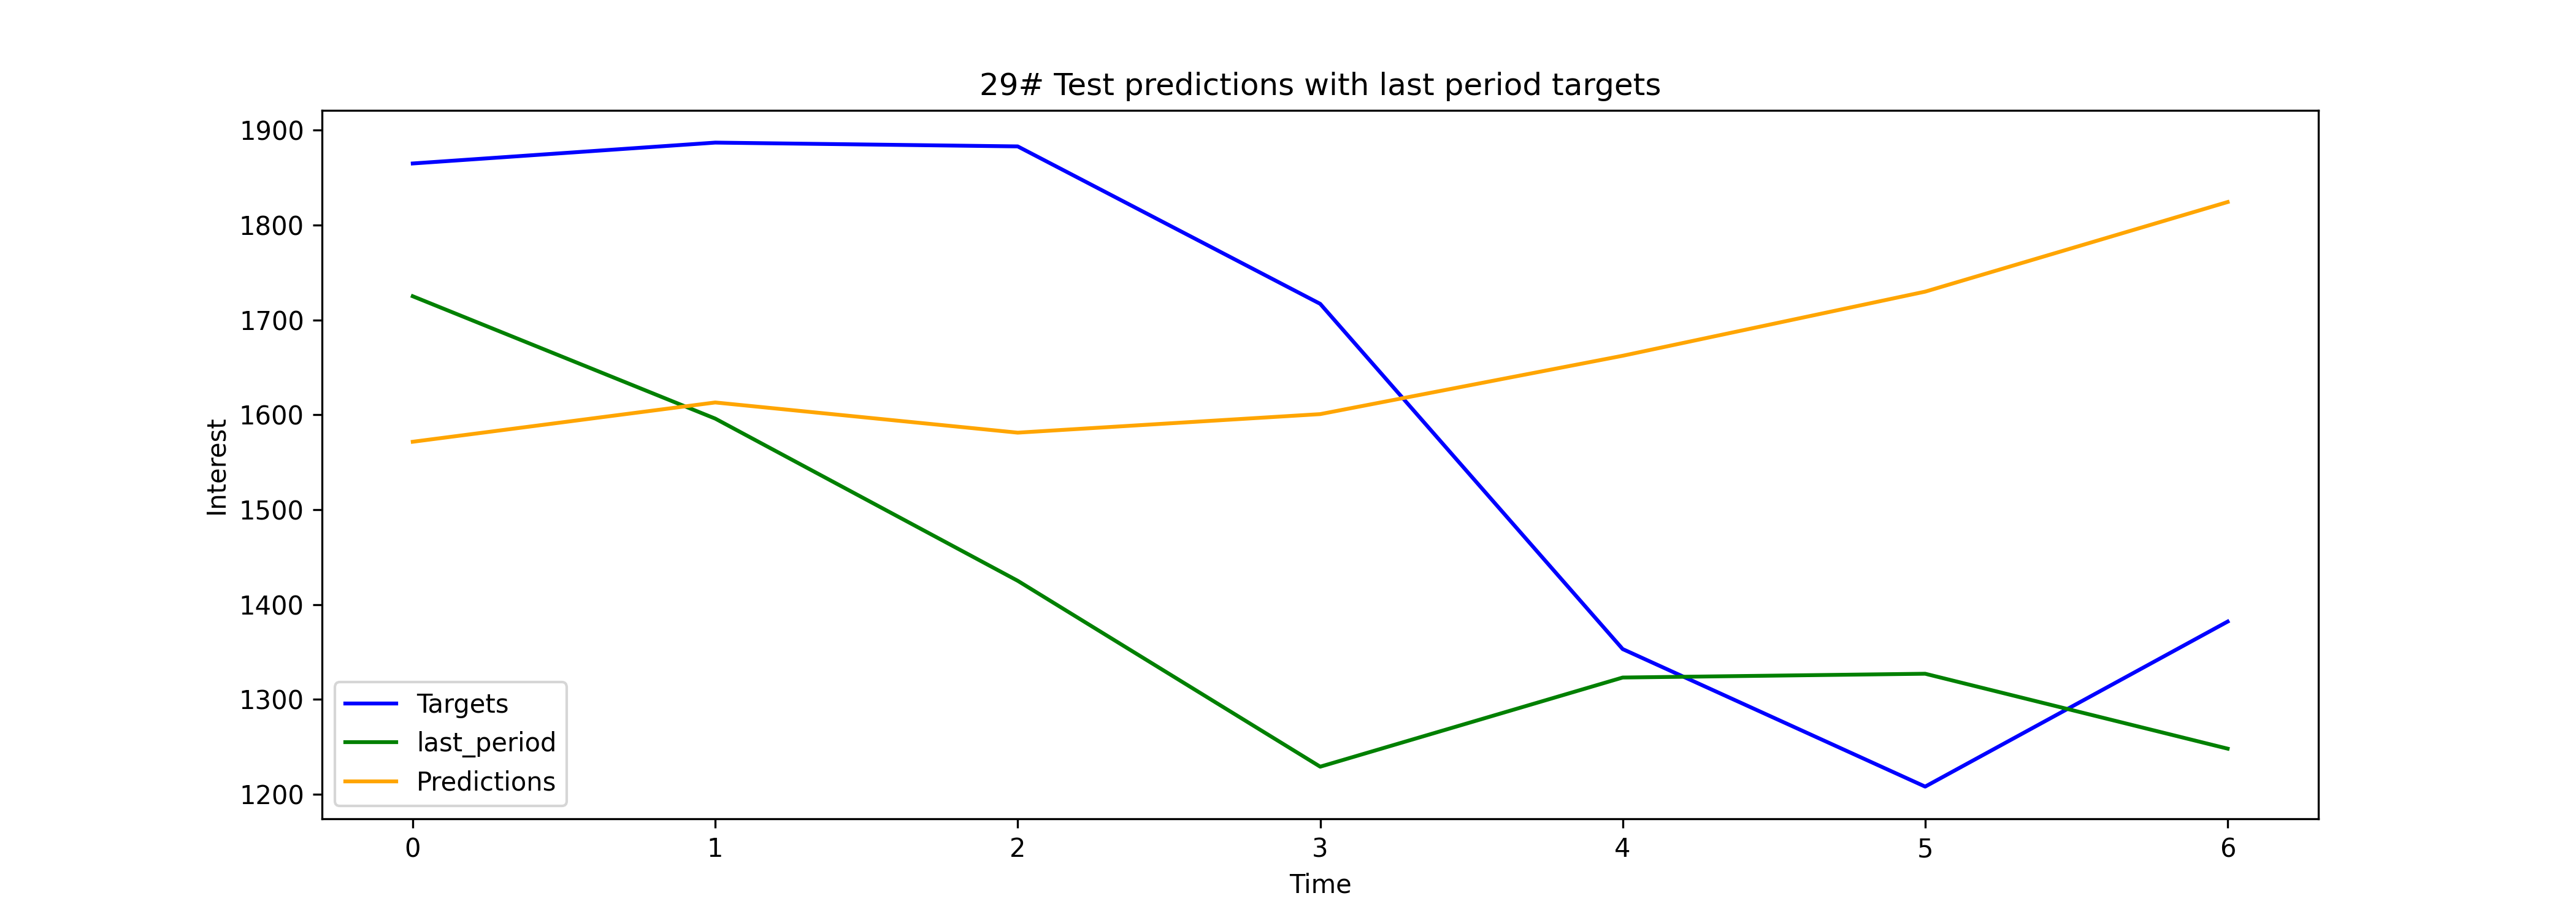 29# Test predictions with last period targets
1900
1800
1700
1600
1500
1400
1300
1200
Interest
Targets
last_period
Predictions
0 1 2 3 4 5 6
Time